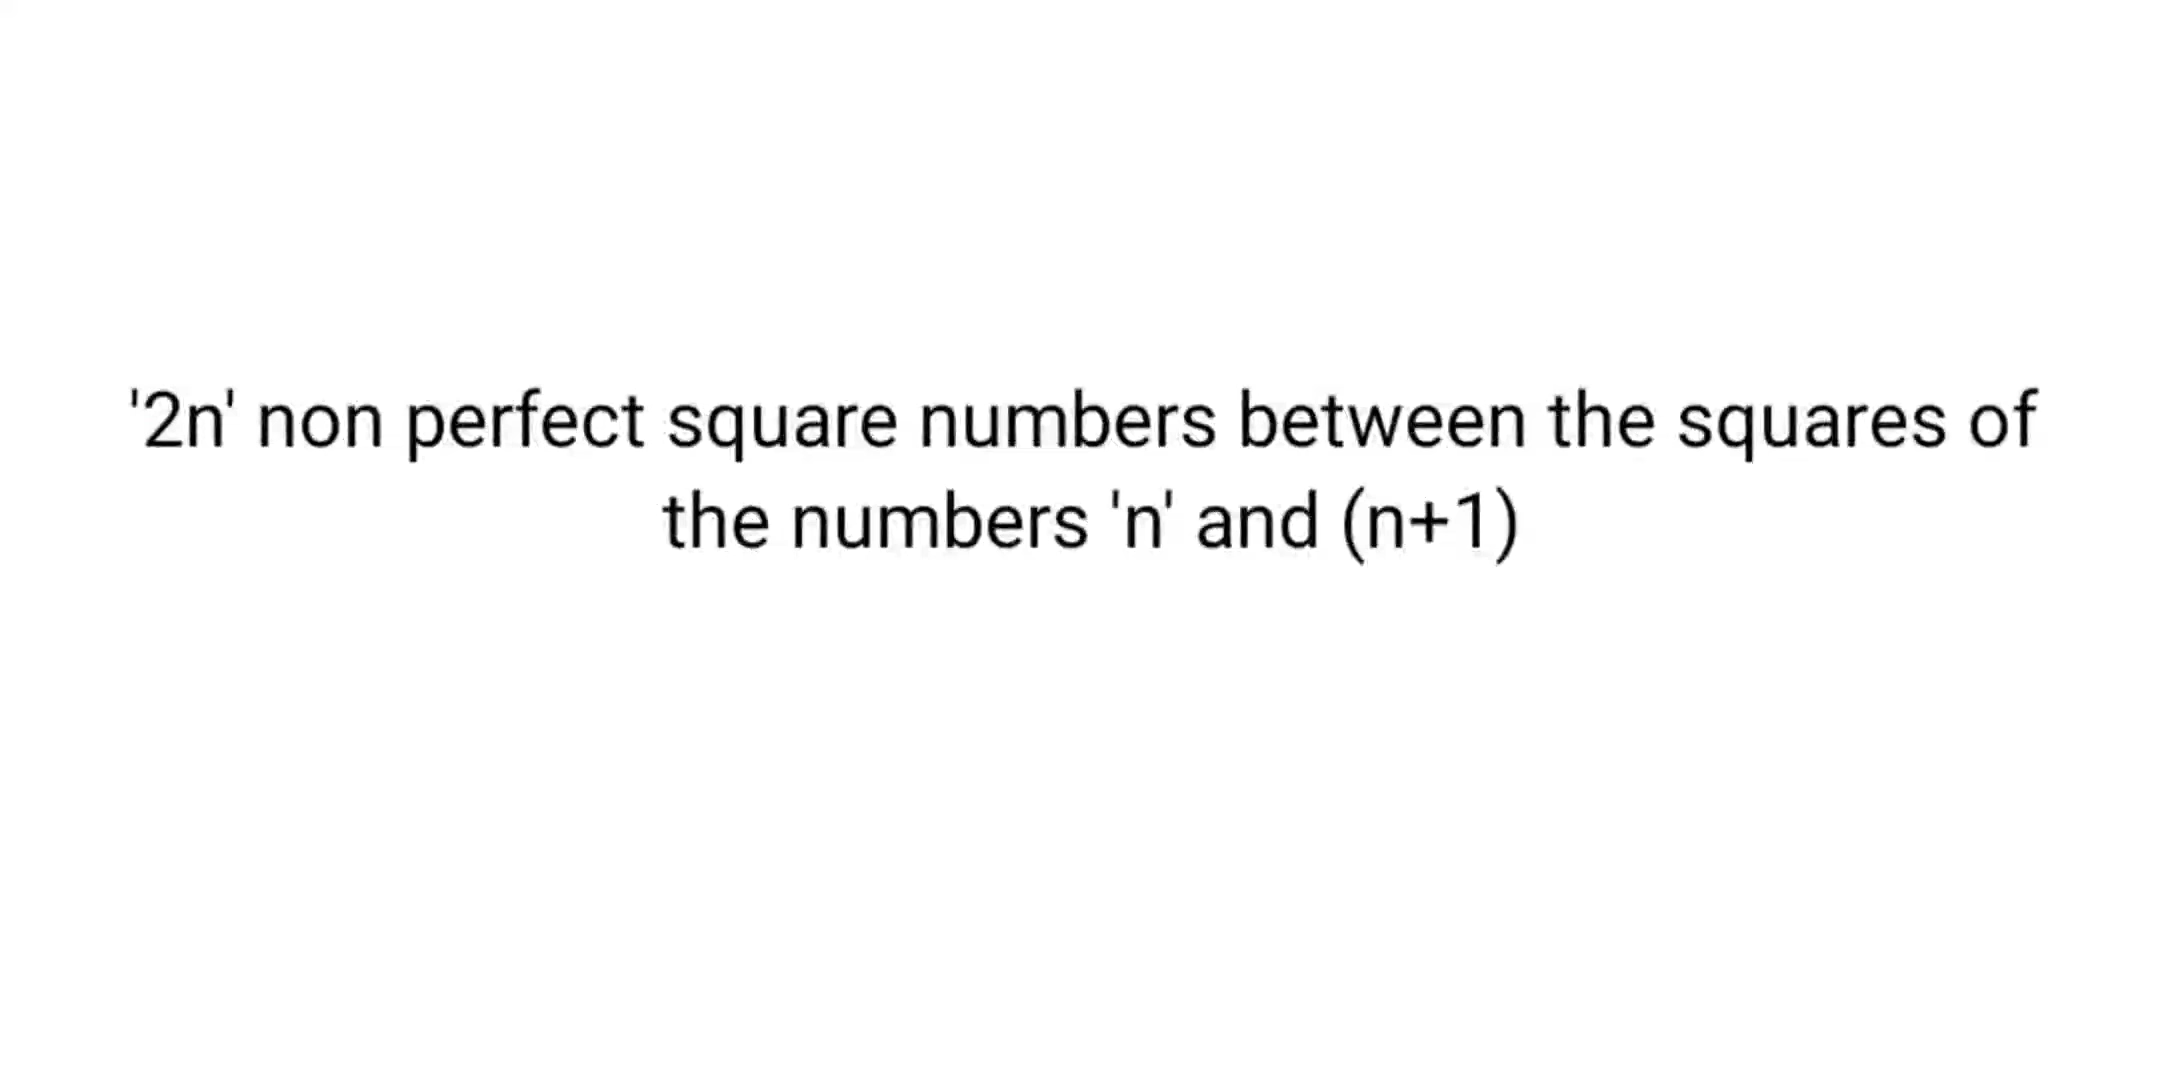 '2n' non perfect square numbers between the squares of
the numbers 'n' and (n+1)